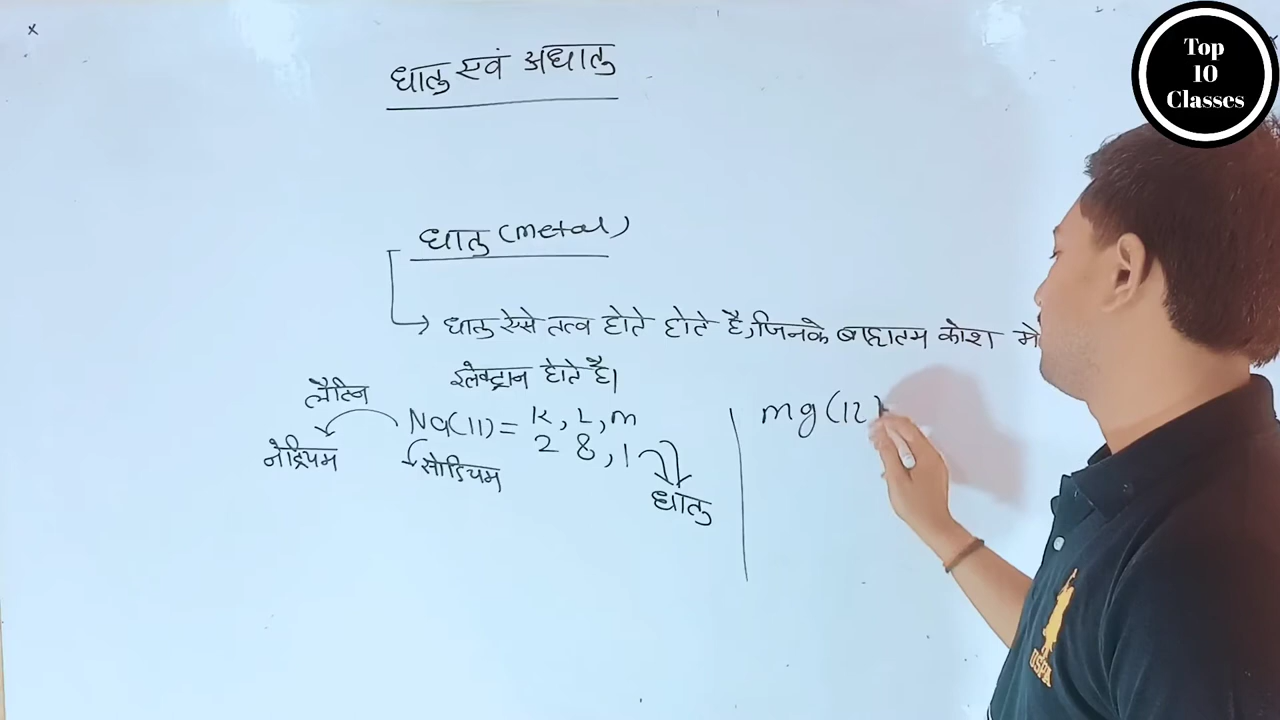 Top
10
Classes
धातु एवं अधातु
धातु (metal)
धातु ऐसे तत्व होते होते है, जिनके बाह्यतम कोश मे
इलेक्ट्रान होते है।
लैटिन
Na(11) = K, L, M
2 8, 1
नेट्रियम
सोडियम
धातु
mg(12)
USPA